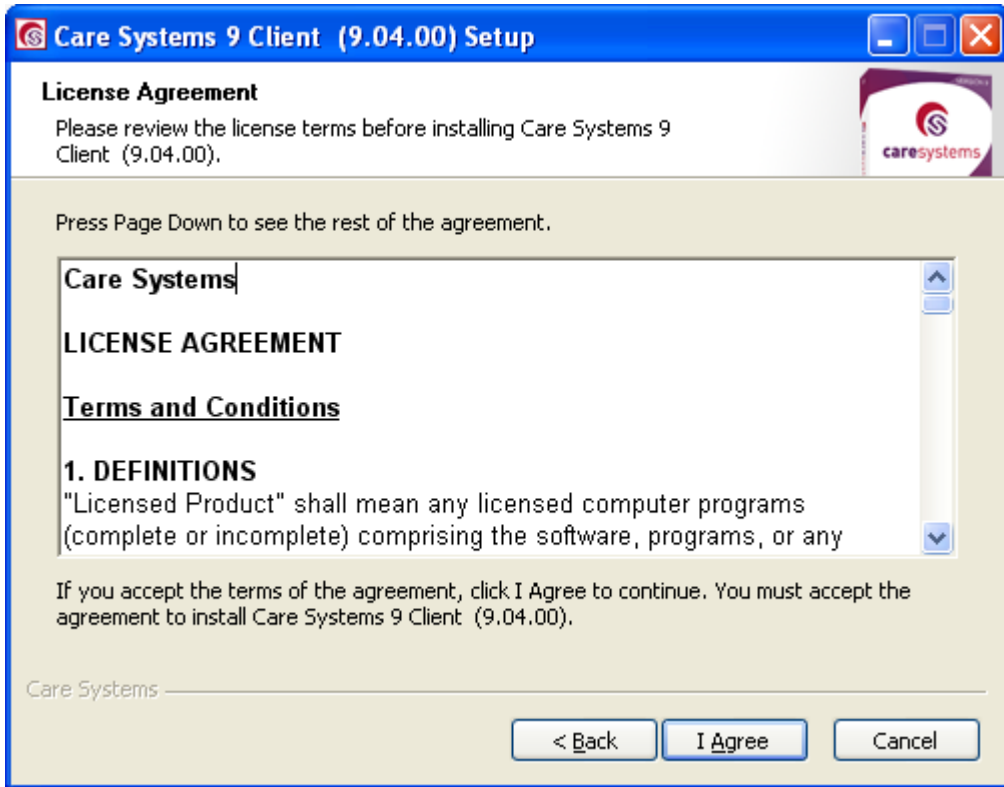 Care Systems 9 Client (9.04.00) Setup
License Agreement
Please review the license terms before installing Care Systems 9
Client (9.04.00).
caresystems
Press Page Down to see the rest of the agreement.
Care Systems
LICENSE AGREEMENT
Terms and Conditions
1. DEFINITIONS
"Licensed Product" shall mean any licensed computer programs
(complete or incomplete) comprising the software, programs, or any
If you accept the terms of the agreement, click I Agree to continue. You must accept the
agreement to install Care Systems 9 Client (9.04.00).
Care Systems
< Back
I Agree
Cancel